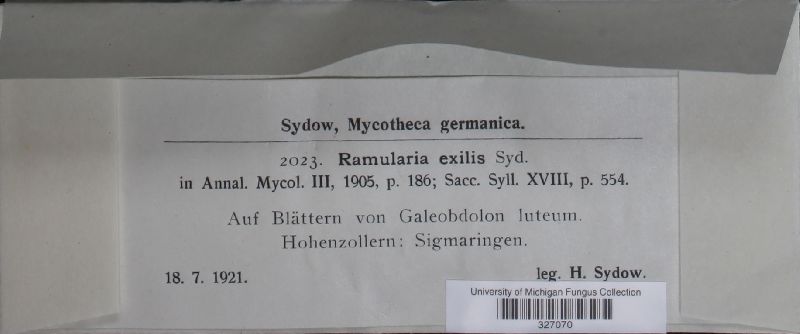 Sydow, Mycotheca germanica.
2023. Ramularia exilis Syd.
in Annal. Mycol. III, 1905, p. 186; Sacc. Syll. XVIII, p. 554.
Auf Blättern von Galeobdolon luteum.
Hohenzollern: Sigmaringen.
18. 7. 1921. leg. H. Sydow.
University of Michigan Fungus Collection
327070